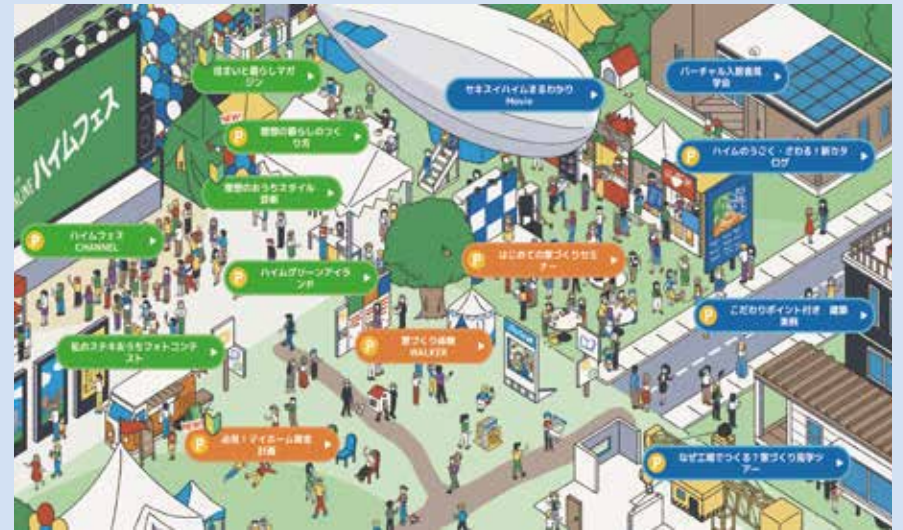 ハイムフェス
住まいと暮らしマガ
ジン
NEW!
P
理想の暮らしのつく
り方
理想のおうちスタイル
診断
P
ハイムフェス
CHANNEL
ハイムグリーンアイラ
ンド
私のステキおうちフォトコンテ
スト
セキスイハイムまるわかり
Movie
バーチャル入居者見
学会
P
ハイムのうごく・さわる!新カタ
ログ
P
はじめての家づくりセミ
ナー
P
こだわりポイント付き 建築
実例
P
家づくり体験
WALKER
NEW!
P
必見!マイホーム資金
計画
P
なぜ工場でつくる?家づくり見学ツ
アー